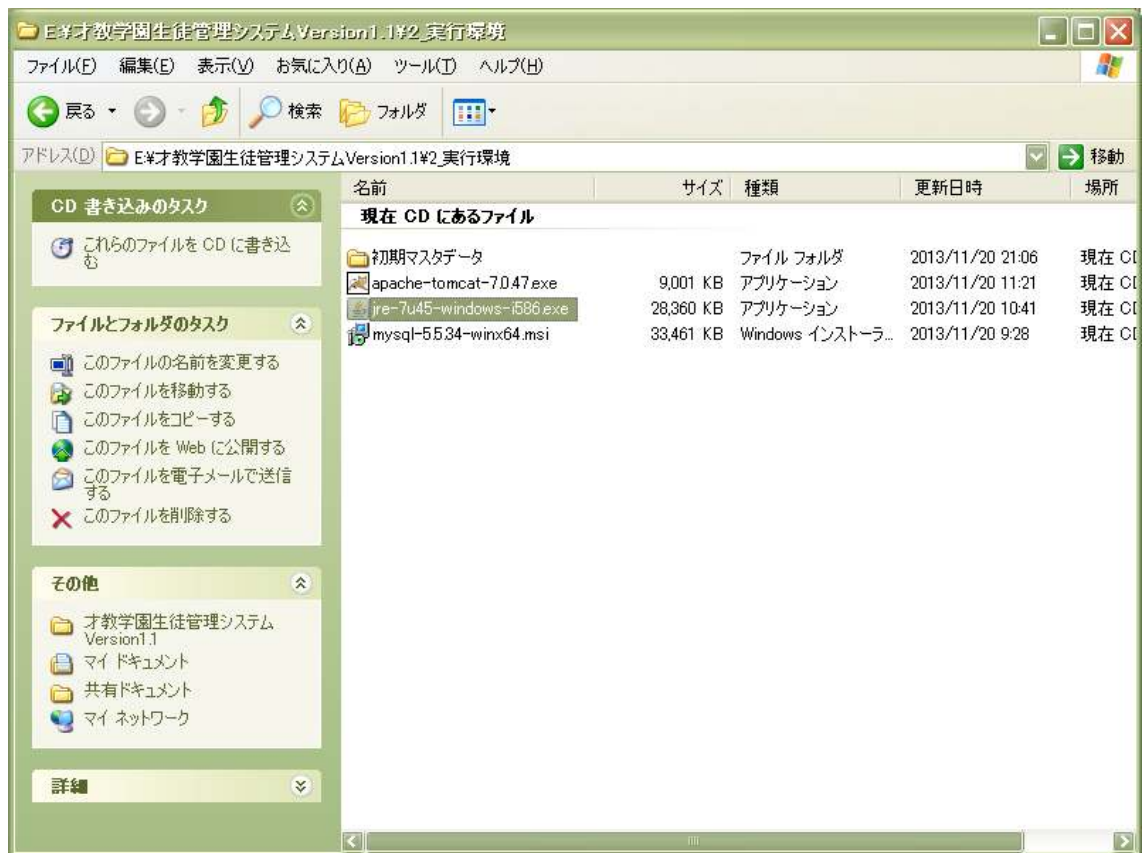 E:¥才教学園生徒管理システムVersion1.1¥2_実行環境
ファイル(F) 編集(E) 表示(V) お気に入り(A) ツール(T) ヘルプ(H)
戻る 検索 フォルダ
アドレス(D) E:¥才教学園生徒管理システムVersion1.1¥2_実行環境 移動
CD 書き込みのタスク
これらのファイルを CD に書き込
む
ファイルとフォルダのタスク
このファイルの名前を変更する
このファイルを移動する
このファイルをコピーする
このファイルを Web に公開する
このファイルを電子メールで送信
する
このファイルを削除する
その他
才教学園生徒管理システム
Version1.1
マイ ドキュメント
共有ドキュメント
マイ ネットワーク
詳細
名前 サイズ 種類 更新日時 場所
現在 CD にあるファイル
初期マスタデータ ファイル フォルダ 2013/11/20 21:06 現在 CD
apache-tomcat-7.0.47.exe 9,001 KB アプリケーション 2013/11/20 11:21 現在 CD
jre-7u45-windows-i586.exe 28,360 KB アプリケーション 2013/11/20 10:41 現在 CD
mysql-5.5.34-winx64.msi 33,461 KB Windows インストーラ... 2013/11/20 9:28 現在 CD